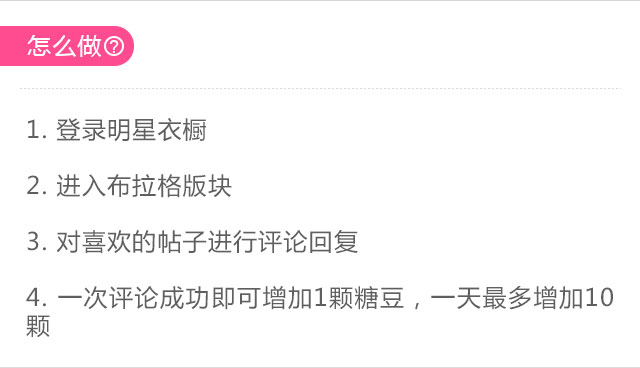 怎么做?
1. 登录明星衣橱
2. 进入布拉格版块
3. 对喜欢的帖子进行评论回复
4. 一次评论成功即可增加1颗糖豆，一天最多增加10
颗